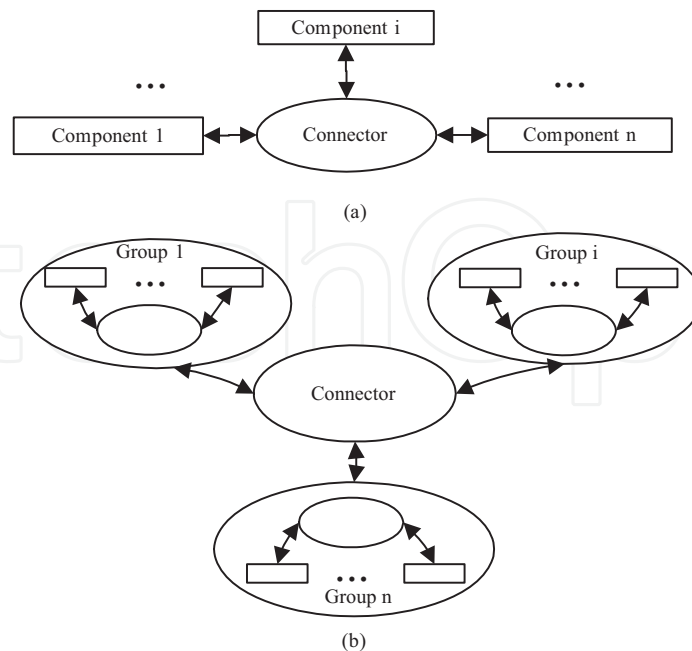 Component i
...
...
Component 1
Connector
Component n
(a)
Group 1
...
Group i
...
Connector
...
Group n
(b)